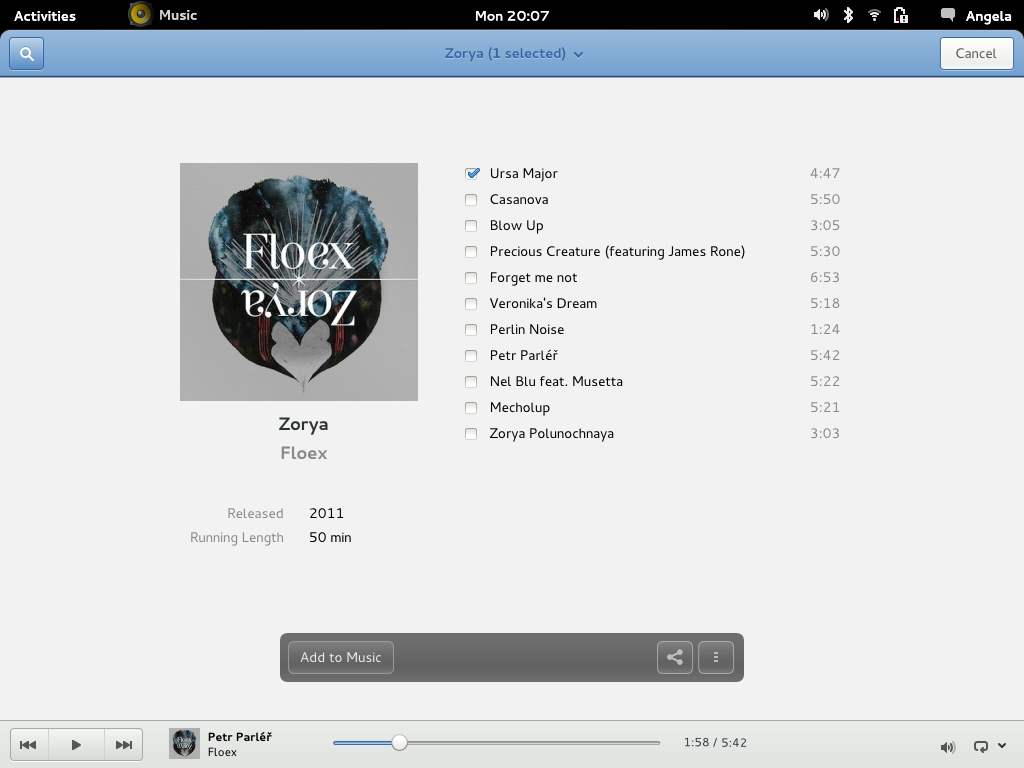 Activities Music Mon 20:07 Angela
Zorya (1 selected) Cancel
Floex
Zorya
Ursa Major 4:47
Casanova 5:50
Blow Up 3:05
Precious Creature (featuring James Rone) 5:30
Forget me not 6:53
Veronika's Dream 5:18
Perlin Noise 1:24
Petr Parléř 5:42
Nel Blu feat. Musetta 5:22
Mecholup 5:21
Zorya Polunochnaya 3:03
Zorya
Floex
Released 2011
Running Length 50 min
Add to Music
Floex
Zorya
Petr Parléř
Floex
1:58 / 5:42